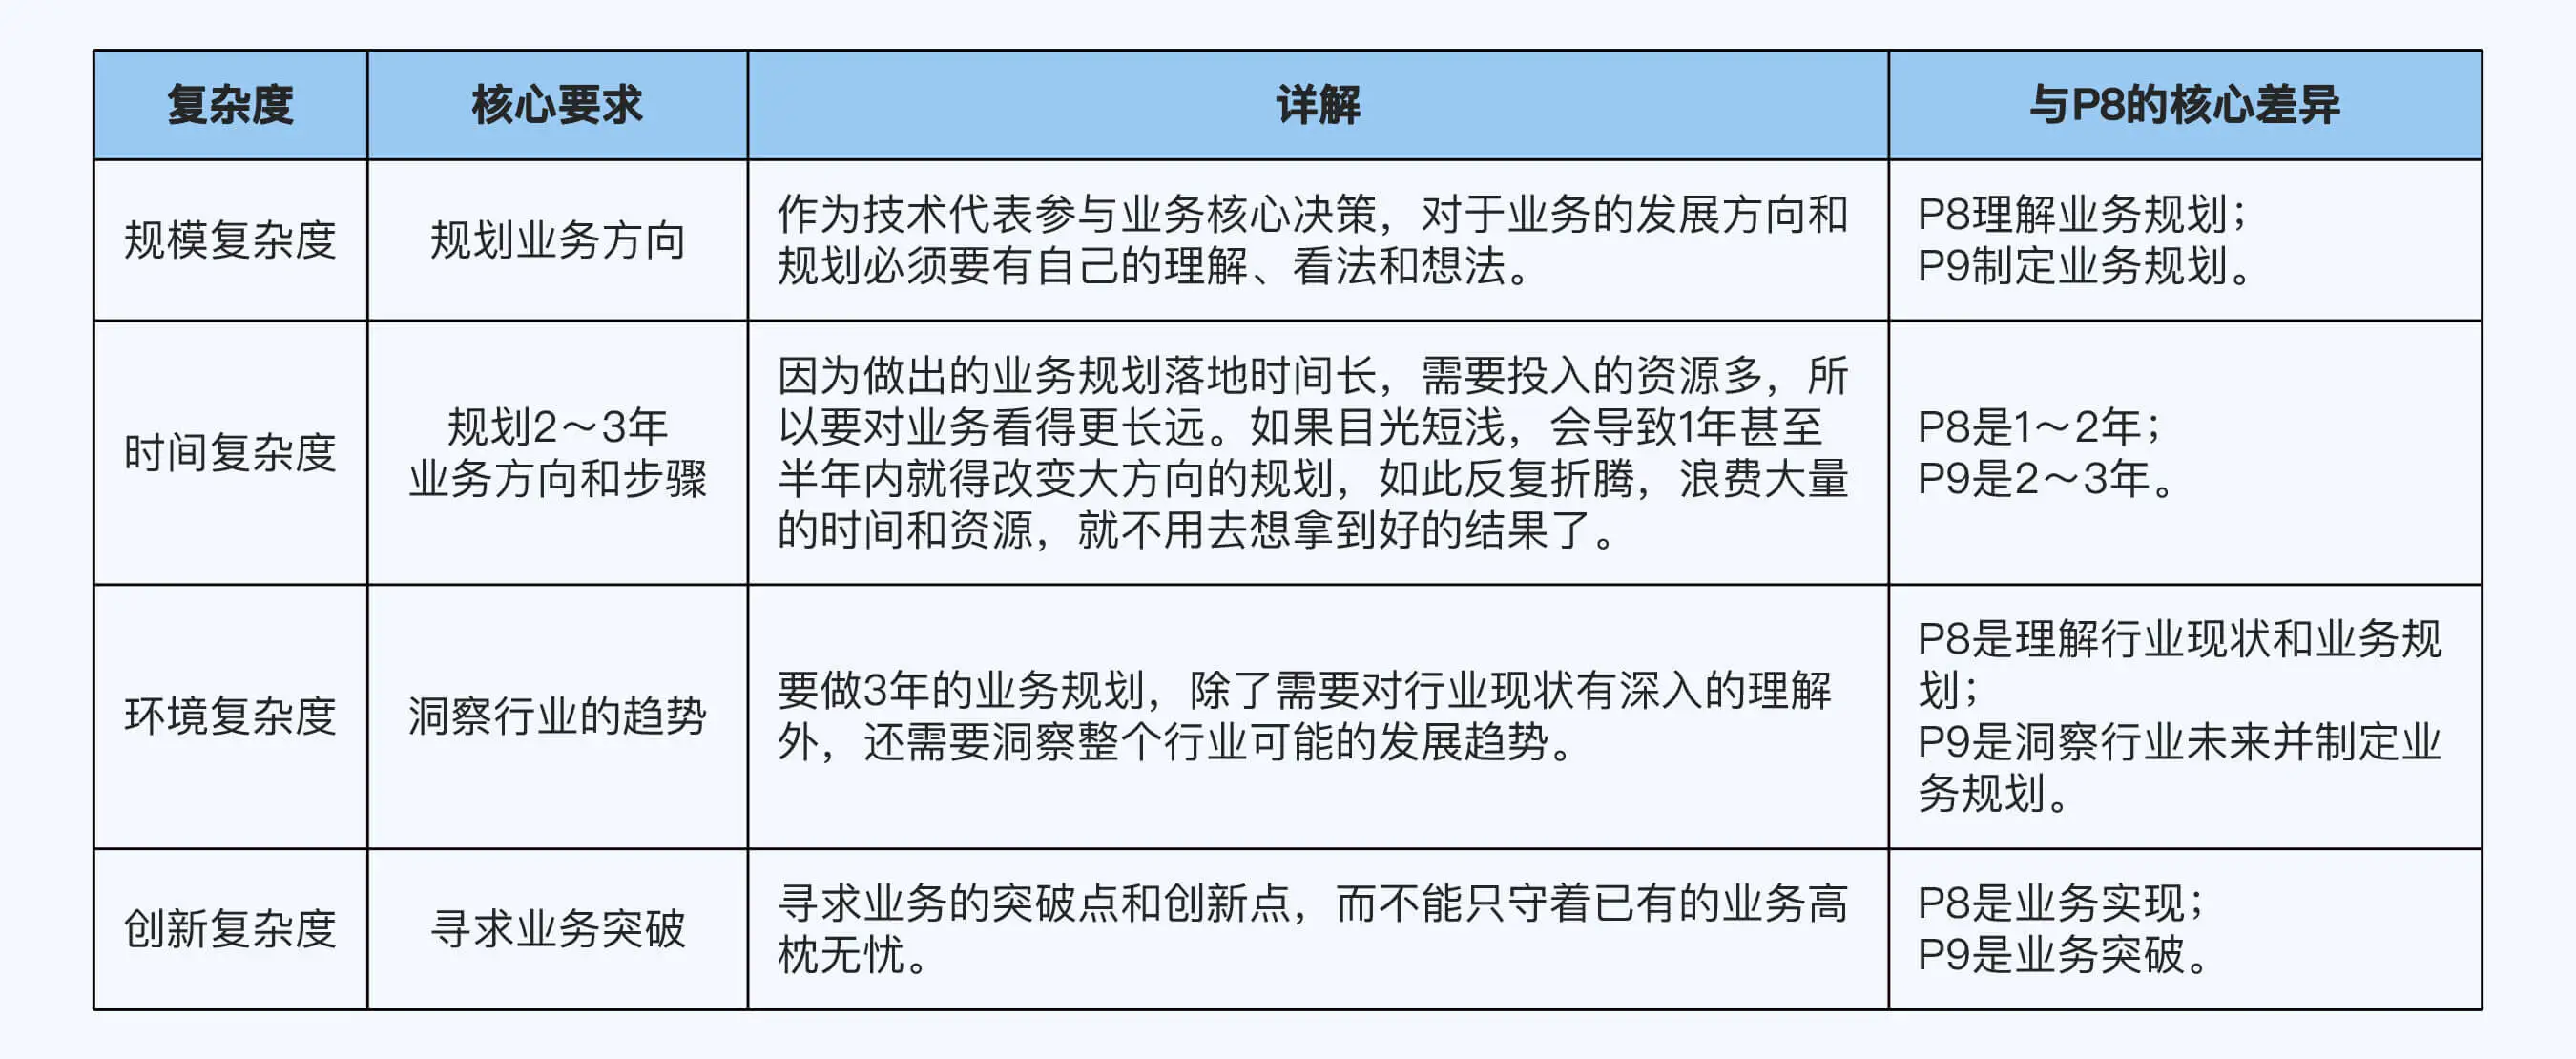 复杂度
核心要求
详解
与P8的核心差异
规模复杂度
规划业务方向
作为技术代表参与业务核心决策，对于业务的发展方向和
规划必须要有自己的理解、看法和想法。
P8理解业务规划；
P9制定业务规划。
时间复杂度
规划2～3年
业务方向和步骤
因为做出的业务规划落地时间长，需要投入的资源多，所
以要对业务看得更长远。如果目光短浅，会导致1年甚至
半年内就得改变大方向的规划，如此反复折腾，浪费大量
的时间和资源，就不用去想拿到好的结果了。
P8是1～2年；
P9是2～3年。
环境复杂度
洞察行业的趋势
要做3年的业务规划，除了需要对行业现状有深入的理解
外，还需要洞察整个行业可能的发展趋势。
P8是理解行业现状和业务规
划；
P9是洞察行业未来并制定业
务规划。
创新复杂度
寻求业务突破
寻求业务的突破点和创新点，而不能只守着已有的业务高
枕无忧。
P8是业务实现；
P9是业务突破。